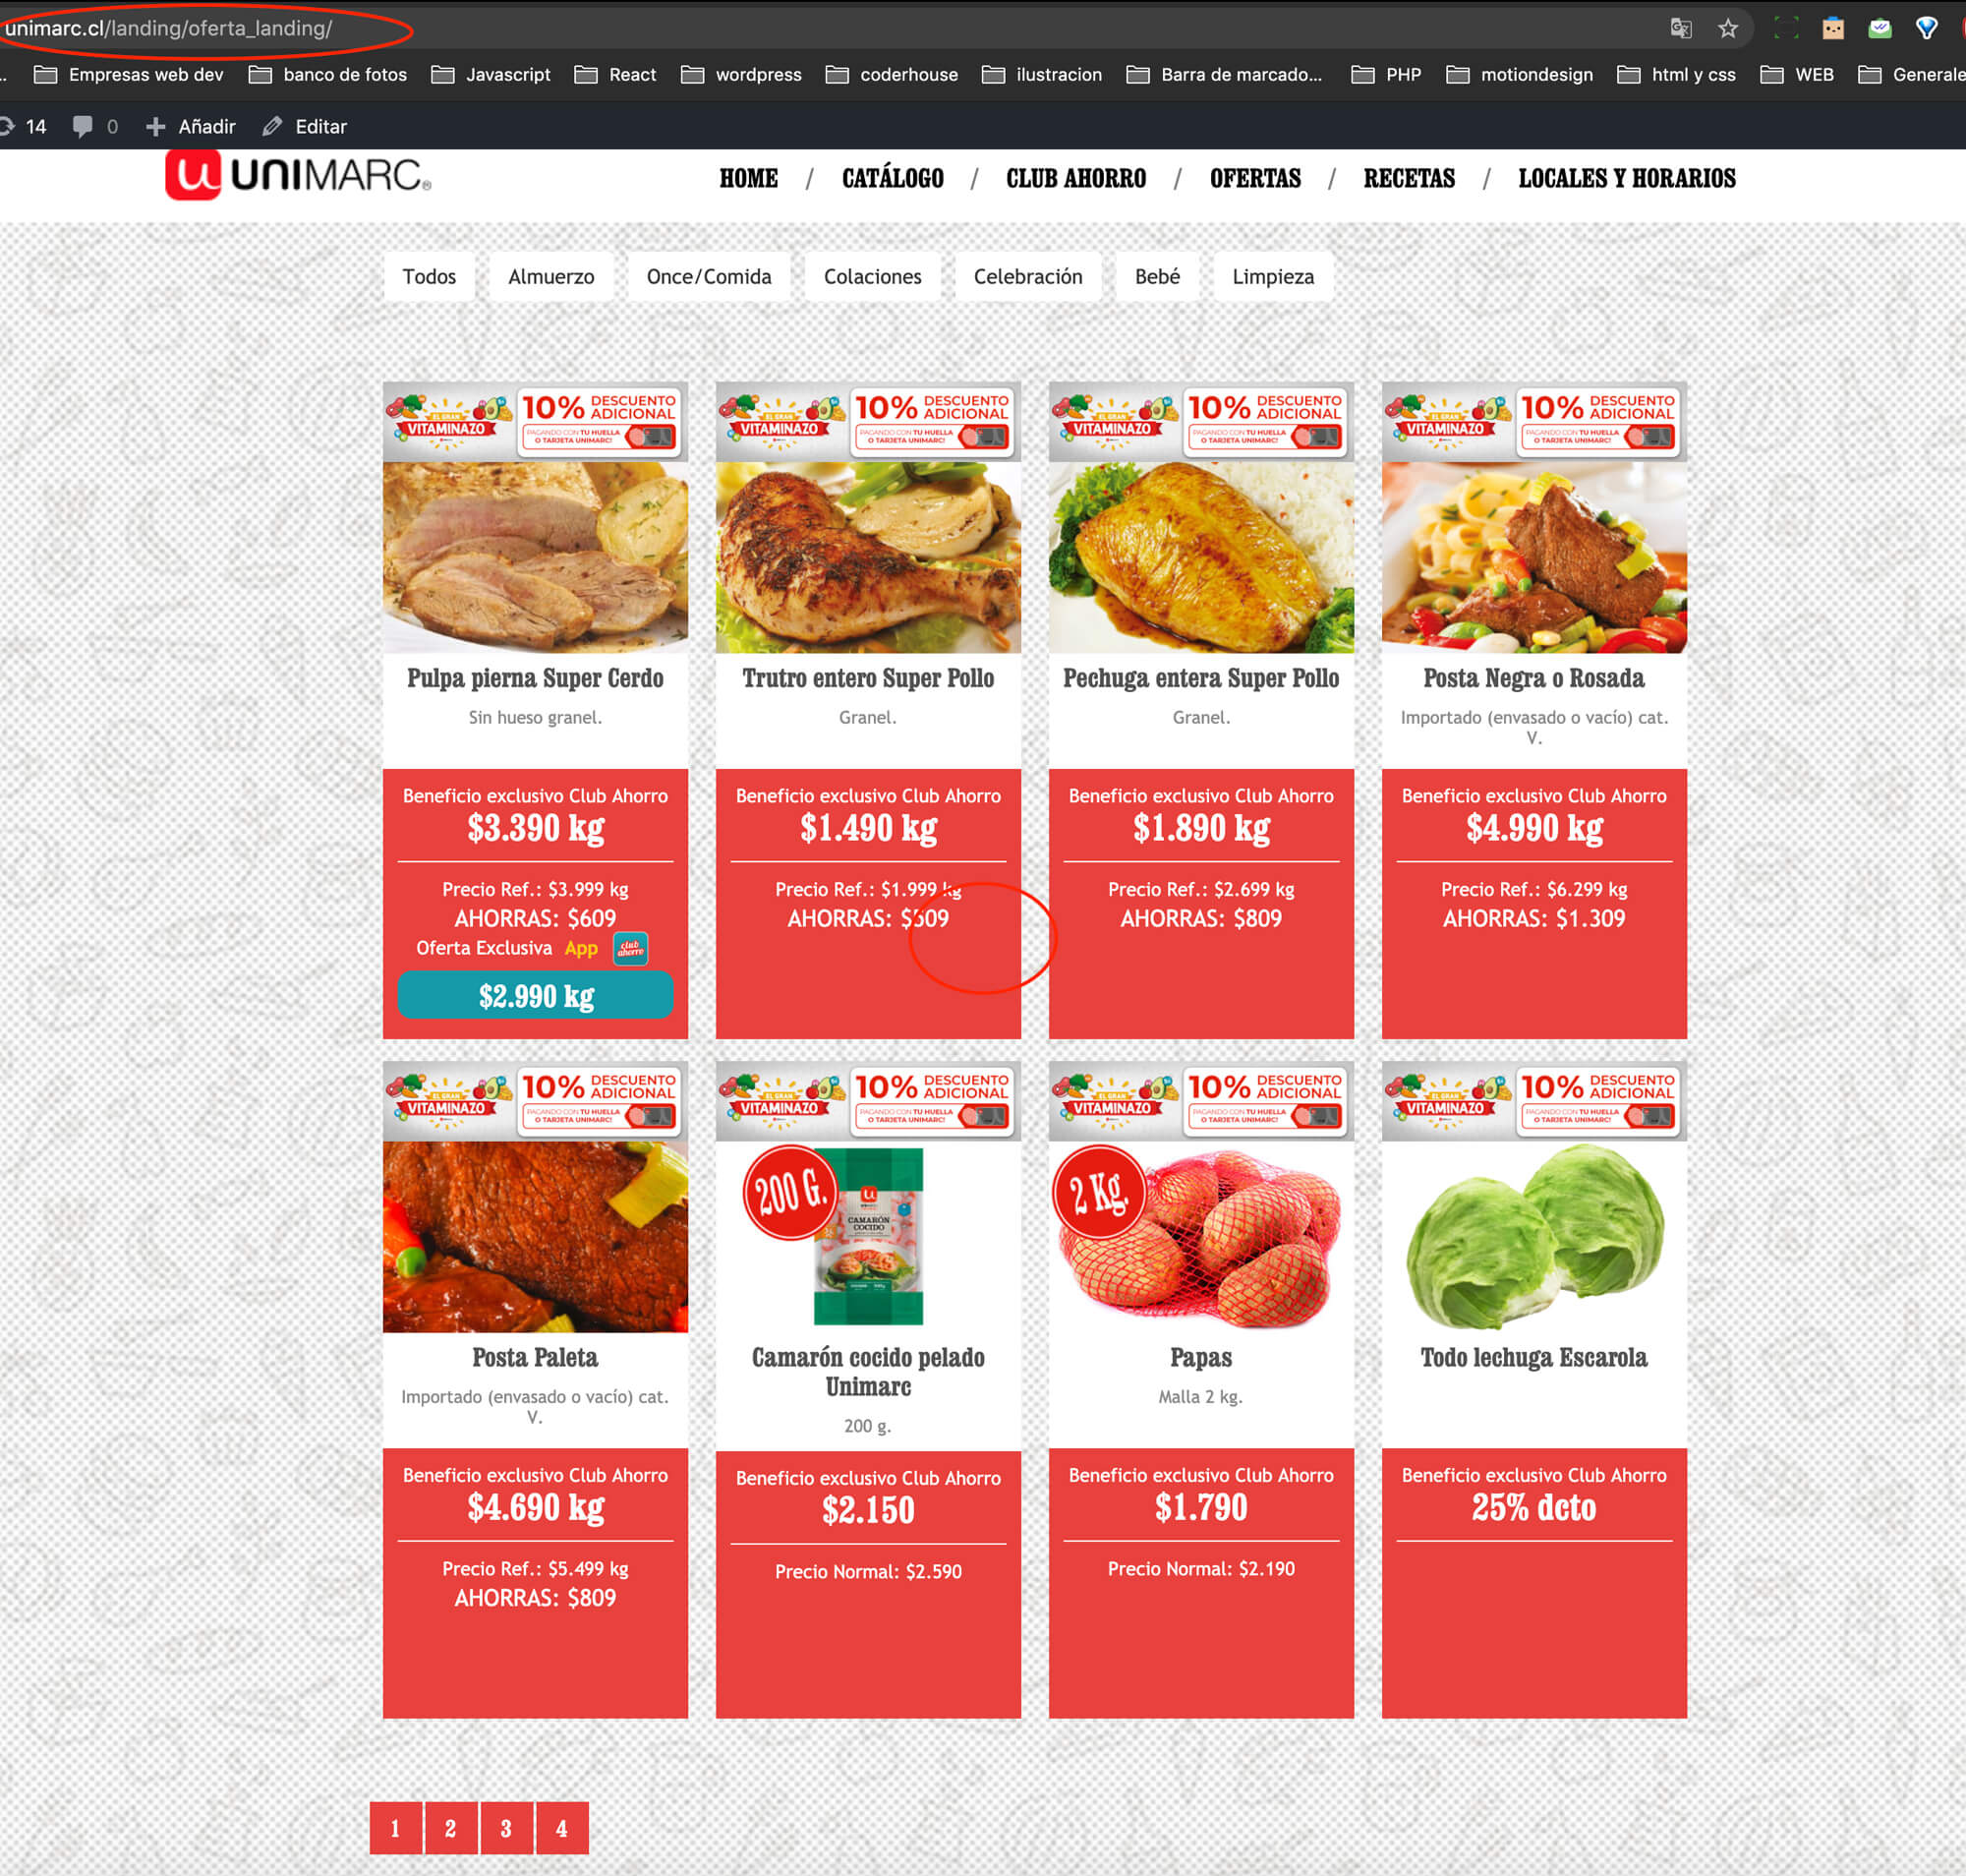 unimarc.cl/landing/oferta_landing/
Empresas web dev banco de fotos Javascript React wordpress coderhouse ilustracion Barra de marcado... PHP motiondesign html y css WEB Generale
14 0 Añadir Editar
UNIMARC® HOME / CATÁLOGO / CLUB AHORRO / OFERTAS / RECETAS / LOCALES Y HORARIOS
Todos Almuerzo Once/Comida Colaciones Celebración Bebé Limpieza
EL GRAN VITAMINAZO 10% DESCUENTO ADICIONAL
PAGANDO CON TU HUELLA O TARJETA UNIMARC!
EL GRAN VITAMINAZO 10% DESCUENTO ADICIONAL
PAGANDO CON TU HUELLA O TARJETA UNIMARC!
EL GRAN VITAMINAZO 10% DESCUENTO ADICIONAL
PAGANDO CON TU HUELLA O TARJETA UNIMARC!
EL GRAN VITAMINAZO 10% DESCUENTO ADICIONAL
PAGANDO CON TU HUELLA O TARJETA UNIMARC!
Pulpa pierna Super Cerdo
Sin hueso granel.
Beneficio exclusivo Club Ahorro
$3.390 kg
Precio Ref.: $3.999 kg
AHORRAS: $609
Oferta Exclusiva App club ahorro
$2.990 kg
Trutro entero Super Pollo
Granel.
Beneficio exclusivo Club Ahorro
$1.490 kg
Precio Ref.: $1.999 kg
AHORRAS: $509
Pechuga entera Super Pollo
Granel.
Beneficio exclusivo Club Ahorro
$1.890 kg
Precio Ref.: $2.699 kg
AHORRAS: $809
Posta Negra o Rosada
Importado (envasado o vacío) cat.
V.
Beneficio exclusivo Club Ahorro
$4.990 kg
Precio Ref.: $6.299 kg
AHORRAS: $1.309
EL GRAN VITAMINAZO 10% DESCUENTO ADICIONAL
PAGANDO CON TU HUELLA O TARJETA UNIMARC!
EL GRAN VITAMINAZO 10% DESCUENTO ADICIONAL
PAGANDO CON TU HUELLA O TARJETA UNIMARC!
EL GRAN VITAMINAZO 10% DESCUENTO ADICIONAL
PAGANDO CON TU HUELLA O TARJETA UNIMARC!
EL GRAN VITAMINAZO 10% DESCUENTO ADICIONAL
PAGANDO CON TU HUELLA O TARJETA UNIMARC!
Posta Paleta
Importado (envasado o vacío) cat.
V.
Beneficio exclusivo Club Ahorro
$4.690 kg
Precio Ref.: $5.499 kg
AHORRAS: $809
200 G.
CAMARÓN
COCIDO
Camarón cocido pelado
Unimarc
200 g.
Beneficio exclusivo Club Ahorro
$2.150
Precio Normal: $2.590
2 Kg.
Papas
Malla 2 kg.
Beneficio exclusivo Club Ahorro
$1.790
Precio Normal: $2.190
Todo lechuga Escarola
Beneficio exclusivo Club Ahorro
25% dcto
1 2 3 4